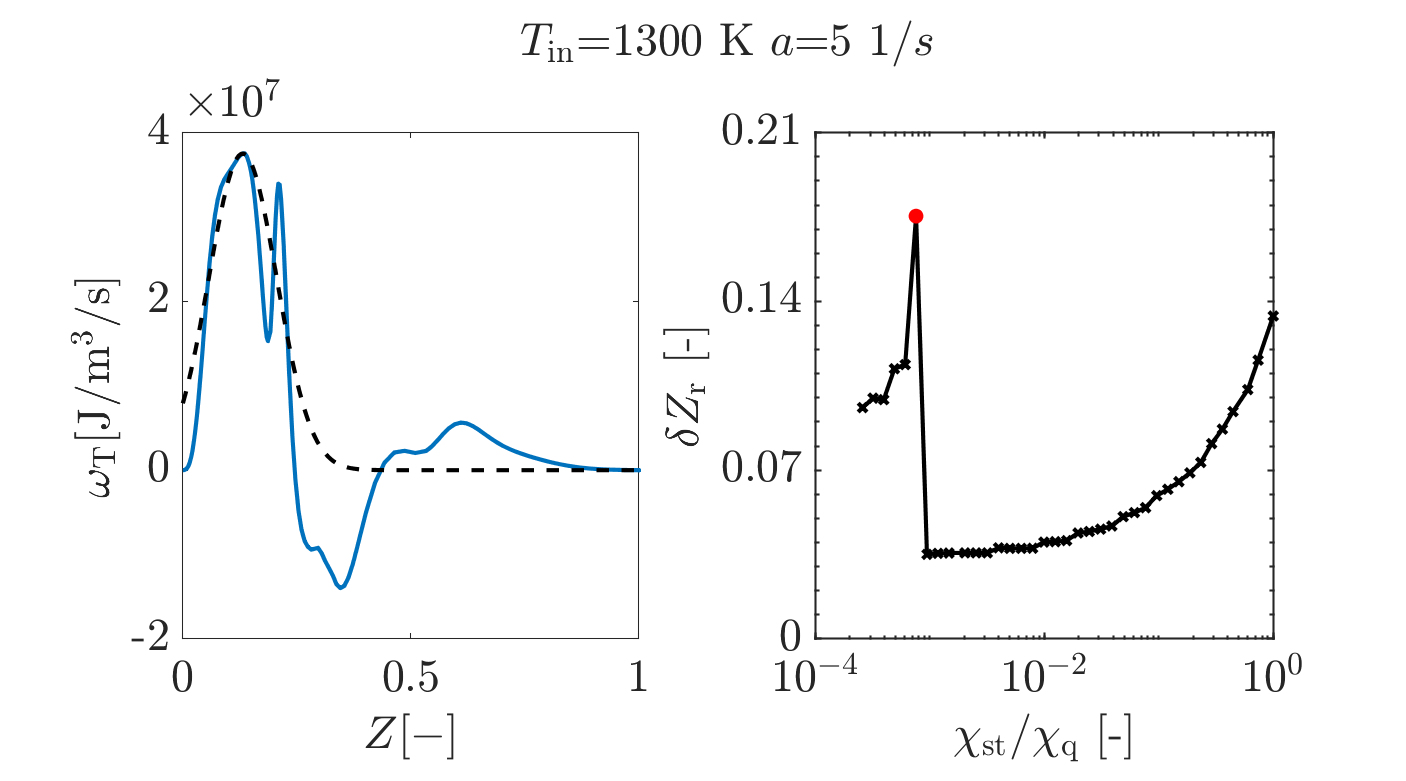 T_in=1300 K a=5 1/s
×10^7
4
2
0
-2
0 0.5 1
Z[−]
ω_T[J/m^3/s]
0.21
0.14
0.07
0
10^−4 10^−2 10^0
χ_st/χ_q [-]
δZ_r [-]